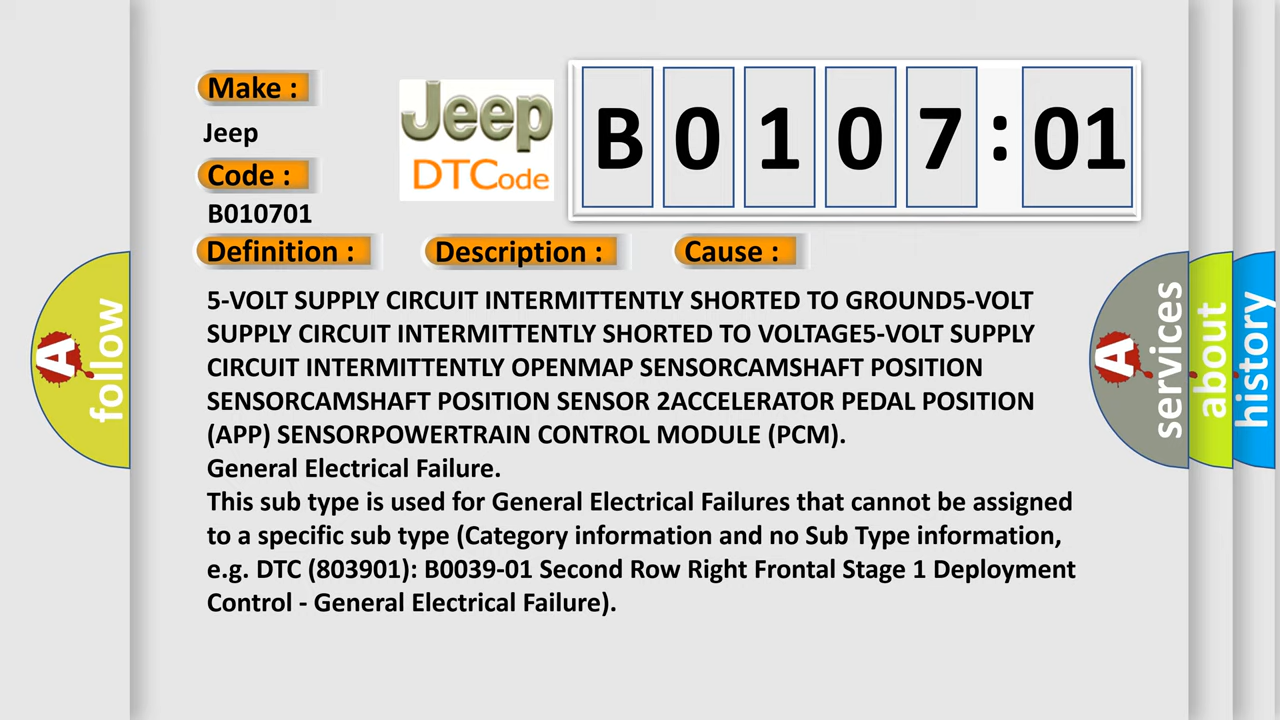 Make :
Jeep
Code :
B010701
Jeep
DTCode
B0107:01
Definition :
Description :
Cause :
5-VOLT SUPPLY CIRCUIT INTERMITTENTLY SHORTED TO GROUND5-VOLT
SUPPLY CIRCUIT INTERMITTENTLY SHORTED TO VOLTAGE5-VOLT SUPPLY
CIRCUIT INTERMITTENTLY OPENMAP SENSORCAMSHAFT POSITION
SENSORCAMSHAFT POSITION SENSOR 2ACCELERATOR PEDAL POSITION
(APP) SENSORPOWERTRAIN CONTROL MODULE (PCM).
General Electrical Failure.
This sub type is used for General Electrical Failures that cannot be assigned
to a specific sub type (Category information and no Sub Type information,
e.g. DTC (803901): B0039-01 Second Row Right Frontal Stage 1 Deployment
Control - General Electrical Failure).
A
follow
A
services
about
history